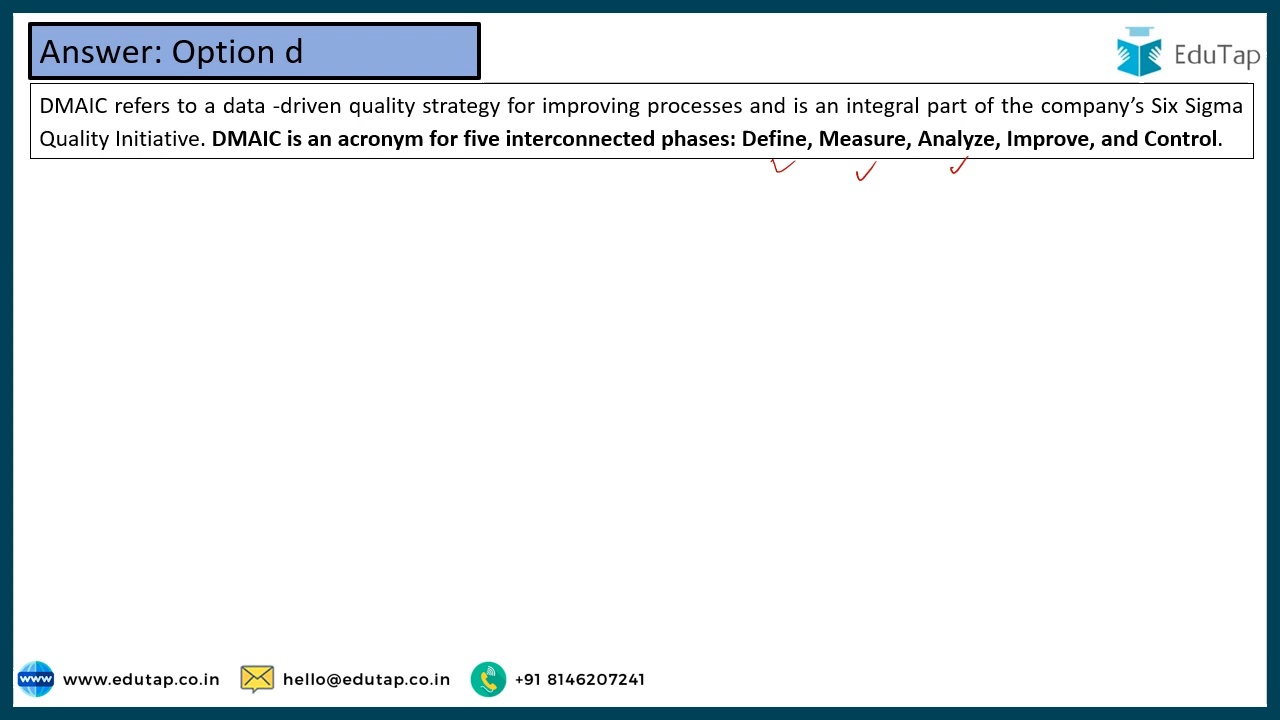 Answer: Option d
EduTap
DMAIC refers to a data -driven quality strategy for improving processes and is an integral part of the company’s Six Sigma
Quality Initiative. DMAIC is an acronym for five interconnected phases: Define, Measure, Analyze, Improve, and Control.
www www.edutap.co.in hello@edutap.co.in +91 8146207241